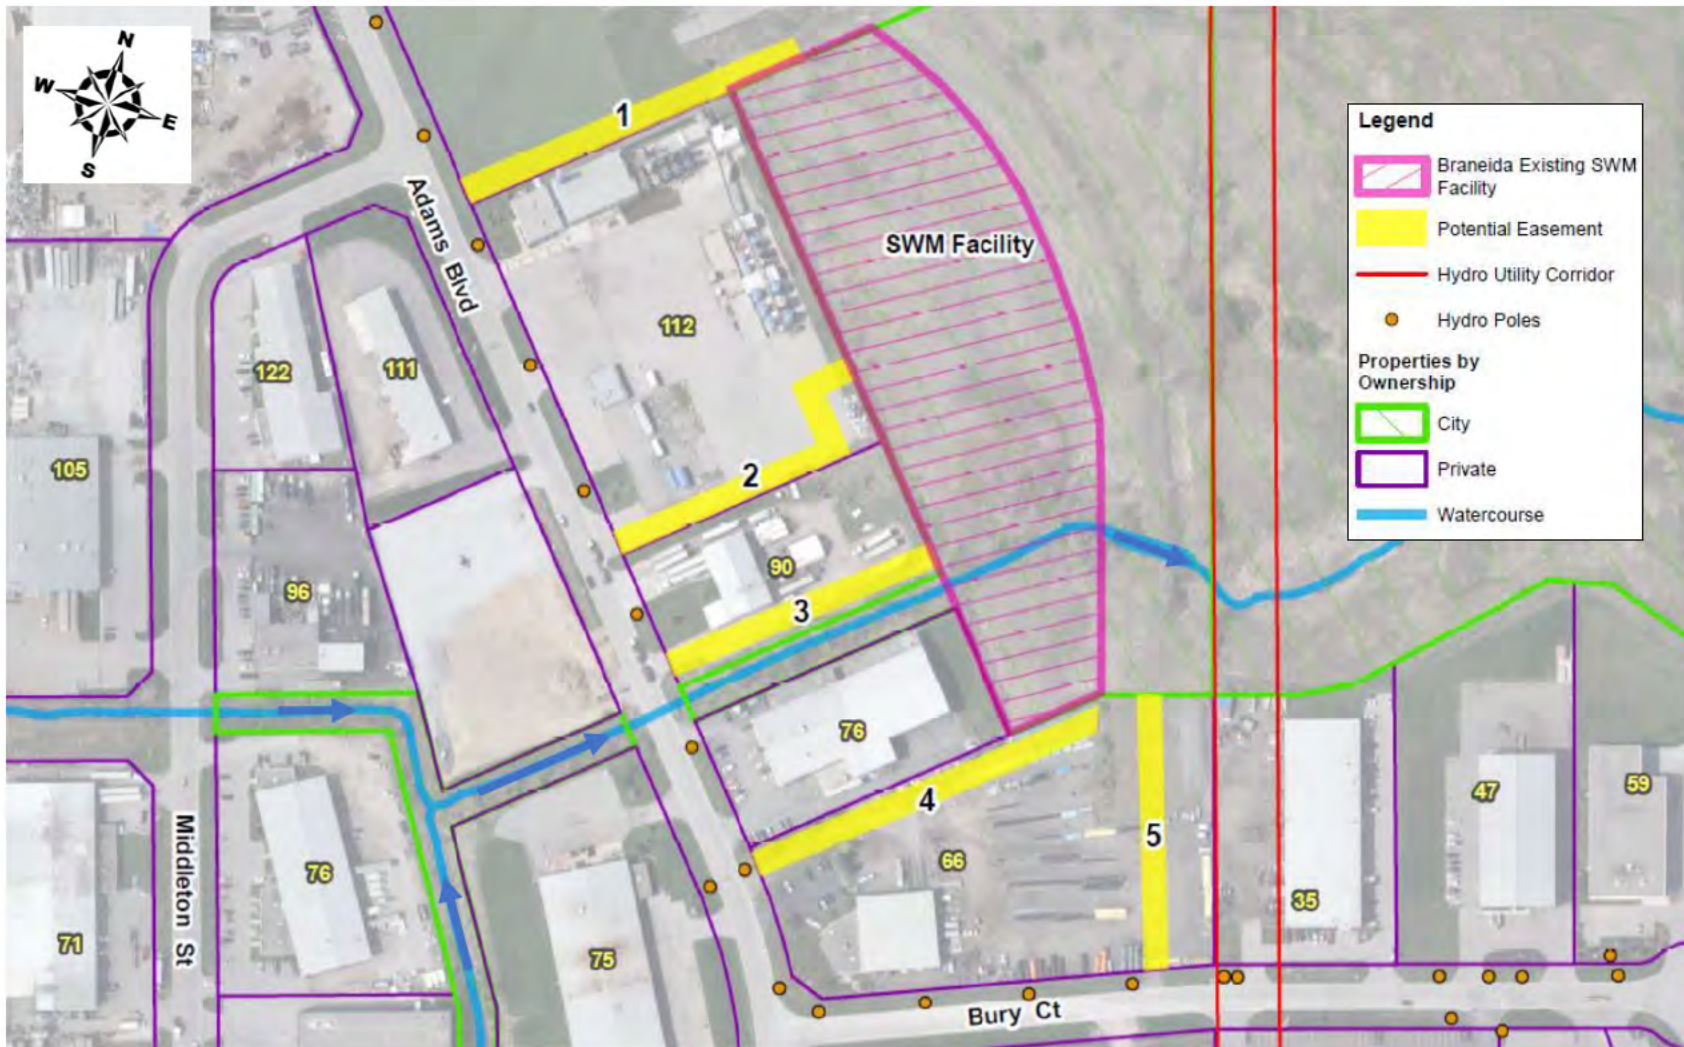 N
W
E
S
1
Adams Blvd
SWM Facility
112
122
111
105
2
90
96
3
76
4
5
66
76
71
Middleton St
75
35
47
59
Bury Ct
Legend
Braneida Existing SWM
Facility
Potential Easement
Hydro Utility Corridor
Hydro Poles
Properties by
Ownership
City
Private
Watercourse